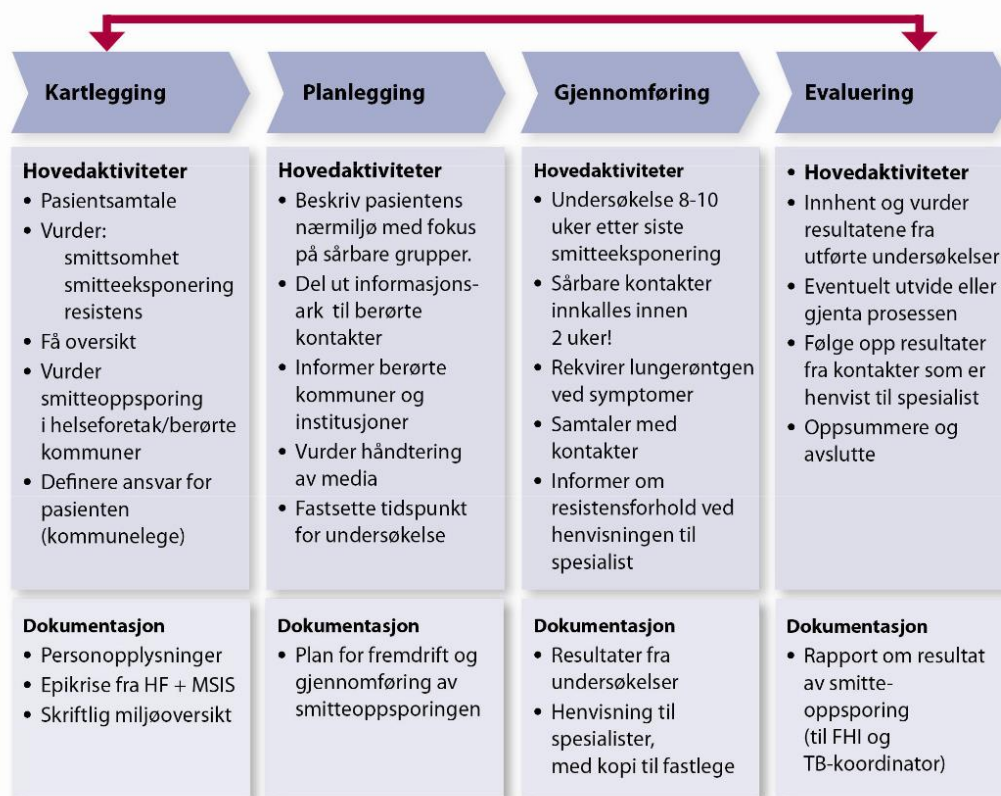 Kartlegging
Planlegging
Gjennomføring
Evaluering
Hovedaktiviteter
• Pasientsamtale
• Vurder:
smittsomhet
smitteeksponering
resistens
• Få oversikt
• Vurder
smitteoppsporing
i helseforetak/berørte
kommuner
• Definere ansvar for
pasienten
(kommunelege)
Hovedaktiviteter
• Beskriv pasientens
nærmiljø med fokus
på sårbare grupper.
• Del ut informasjons-
ark til berørte
kontakter
• Informer berørte
kommuner og
institusjoner
• Vurder håndtering
av media
• Fastsette tidspunkt
for undersøkelse
Hovedaktiviteter
• Undersøkelse 8-10
uker etter siste
smitteeksponering
• Sårbare kontakter
innkalles innen
2 uker!
• Rekvirer lungerøntgen
ved symptomer
• Samtaler med
kontakter
• Informer om
resistensforhold ved
henvisningen til
spesialist
• Hovedaktiviteter
• Innhent og vurder
resultatene fra
utførte undersøkelser
• Eventuelt utvide eller
gjenta prosessen
• Følge opp resultater
fra kontakter som er
henvist til spesialist
• Oppsummere og
avslutte
Dokumentasjon
• Personopplysninger
• Epikrise fra HF + MSIS
• Skriftlig miljøoversikt
Dokumentasjon
• Plan for fremdrift og
gjennomføring av
smitteoppsporingen
Dokumentasjon
• Resultater fra
undersøkelser
• Henvisning til
spesialister,
med kopi til fastlege
Dokumentasjon
• Rapport om resultat
av smitte-
oppsporing
(til FHI og
TB-koordinator)